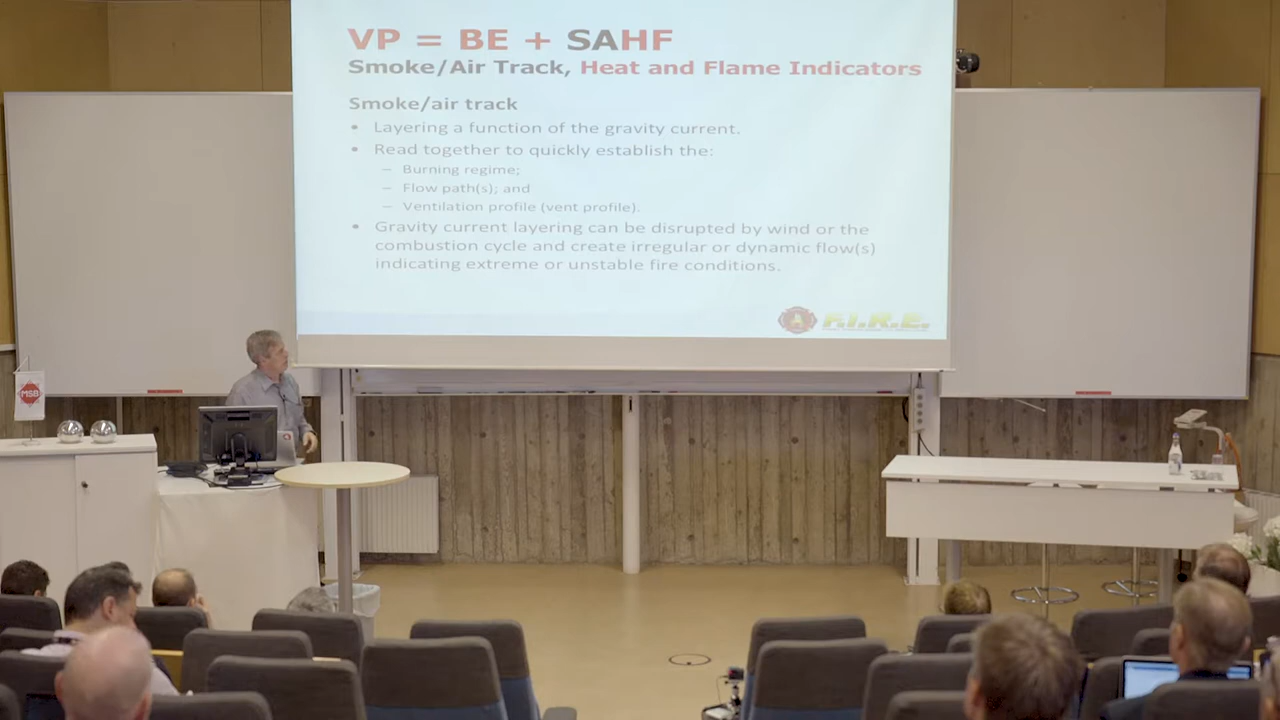 VP = BE + SAHF
Smoke/Air Track, Heat and Flame Indicators
Smoke/air track
• Layering a function of the gravity current.
• Read together to quickly establish the:
– Burning regime;
– Flow path(s); and
– Ventilation profile (vent profile).
• Gravity current layering can be disrupted by wind or the
combustion cycle and create irregular or dynamic flow(s)
indicating extreme or unstable fire conditions.
F.I.R.E.
MSB